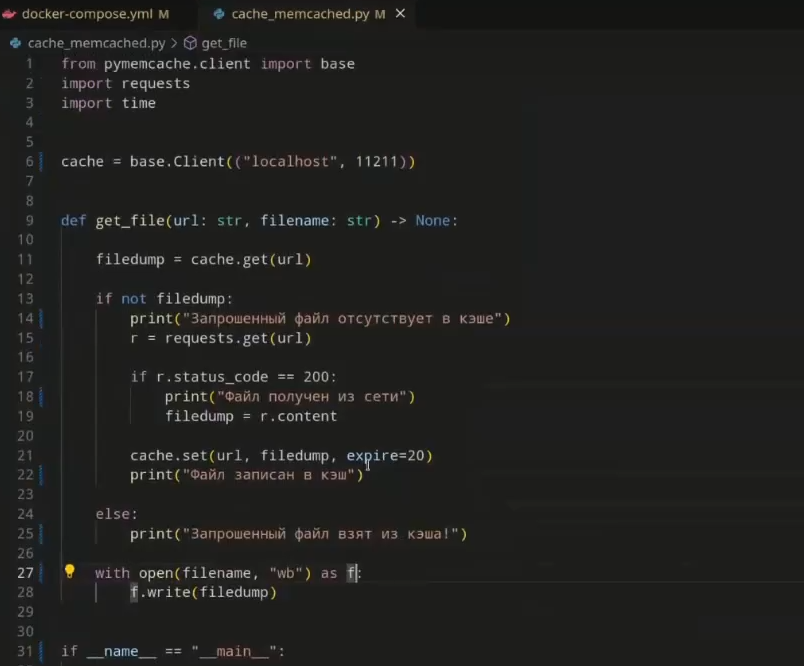 docker-compose.yml M
cache_memcached.py M ×
cache_memcached.py > get_file
1 from pymemcache.client import base
2 import requests
3 import time
4
5
6 cache = base.Client(("localhost", 11211))
7
8
9 def get_file(url: str, filename: str) -> None:
10
11 filedump = cache.get(url)
12
13 if not filedump:
14 print("Запрошенный файл отсутствует в кэше")
15 r = requests.get(url)
16
17 if r.status_code == 200:
18 print("Файл получен из сети")
19 filedump = r.content
20
21 cache.set(url, filedump, expire=20)
22 print("Файл записан в кэш")
23
24 else:
25 print("Запрошенный файл взят из кэша!")
26
27 with open(filename, "wb") as f:
28 f.write(filedump)
29
30
31 if __name__ == "__main__":